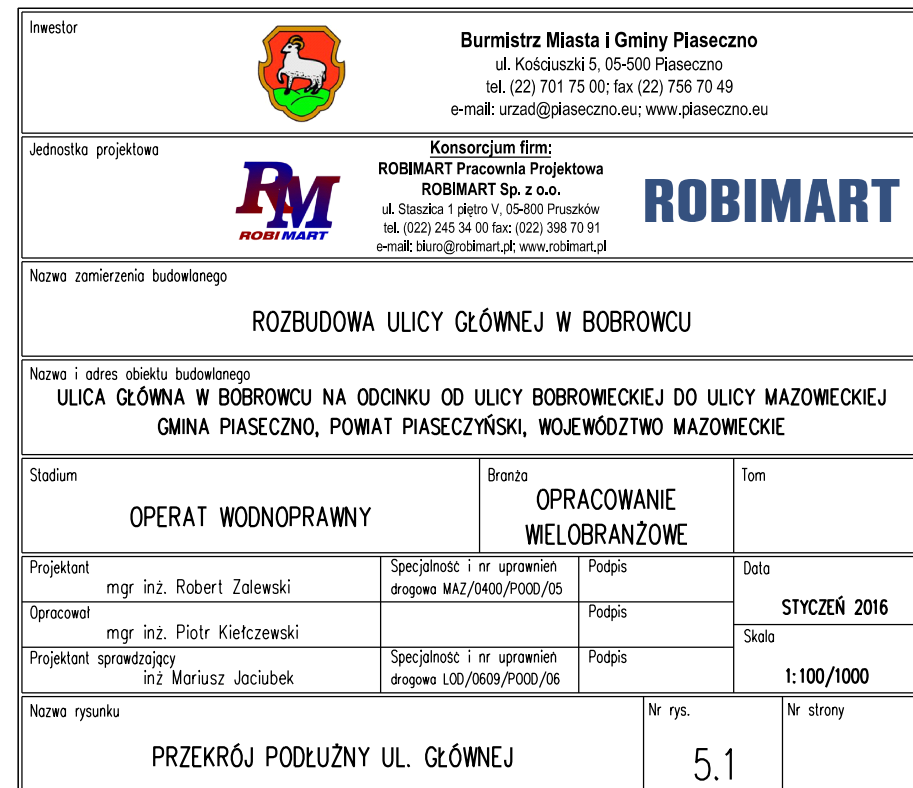 Inwestor
Burmistrz Miasta i Gminy Piaseczno
ul. Kościuszki 5, 05-500 Piaseczno
tel. (22) 701 75 00; fax (22) 756 70 49
e-mail: urzad@piaseczno.eu; www.piaseczno.eu
Jednostka projektowa
RM
ROBIMART
Konsorcjum firm:
ROBIMART Pracownia Projektowa
ROBIMART Sp. z o.o.
ul. Staszica 1 piętro V, 05-800 Pruszków
tel. (022) 245 34 00 fax: (022) 398 70 91
e-mail: biuro@robimart.pl; www.robimart.pl
ROBIMART
Nazwa zamierzenia budowlanego
ROZBUDOWA ULICY GŁÓWNEJ W BOBROWCU
Nazwa i adres obiektu budowlanego
ULICA GŁÓWNA W BOBROWCU NA ODCINKU OD ULICY BOBROWIECKIEJ DO ULICY MAZOWIECKIEJ
GMINA PIASECZNO, POWIAT PIASECZYŃSKI, WOJEWÓDZTWO MAZOWIECKIE
Stadium
OPERAT WODNOPRAWNY
Branża
OPRACOWANIE
WIELOBRANŻOWE
Tom
Projektant
mgr inż. Robert Zalewski
Specjalność i nr uprawnień
drogowa MAZ/0400/POOD/05
Podpis
Data
STYCZEŃ 2016
Opracował
mgr inż. Piotr Kiełczewski
Podpis
Skala
1:100/1000
Projektant sprawdzający
inż Mariusz Jaciubek
Specjalność i nr uprawnień
drogowa LOD/0609/POOD/06
Podpis
Nazwa rysunku
PRZEKRÓJ PODŁUŻNY UL. GŁÓWNEJ
Nr rys.
5.1
Nr strony